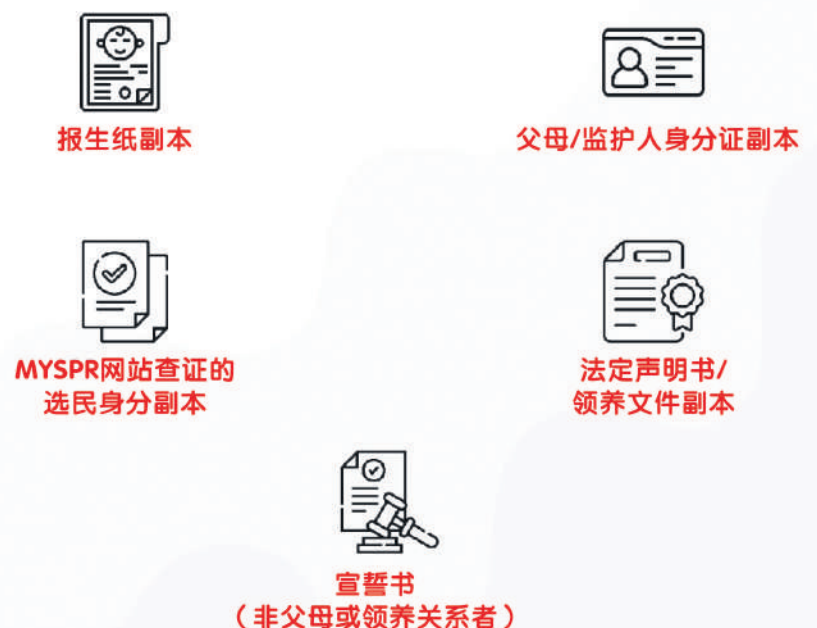 报生纸副本
父母/监护人身分证副本
MYSPR网站查证的
选民身分副本
法定声明书/
领养文件副本
宣誓书
（非父母或领养关系者）